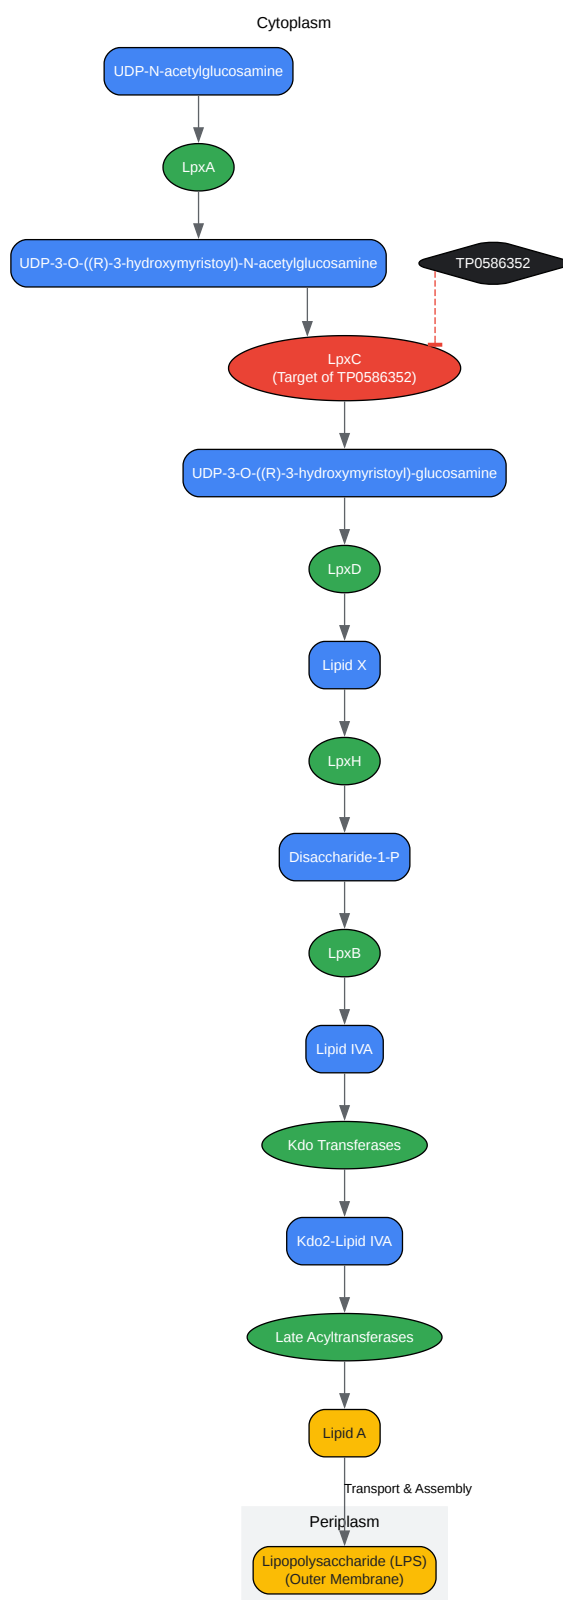 Cytoplasm
UDP-N-acetylglucosamine
LpxA
UDP-3-O-((R)-3-hydroxymyristoyl)-N-acetylglucosamine
TP0586352
LpxC
(Target of TP0586352)
UDP-3-O-((R)-3-hydroxymyristoyl)-glucosamine
LpxD
Lipid X
LpxH
Disaccharide-1-P
LpxB
Lipid IVA
Kdo Transferases
Kdo2-Lipid IVA
Late Acyltransferases
Lipid A
Transport & Assembly
Periplasm
Lipopolysaccharide (LPS)
(Outer Membrane)